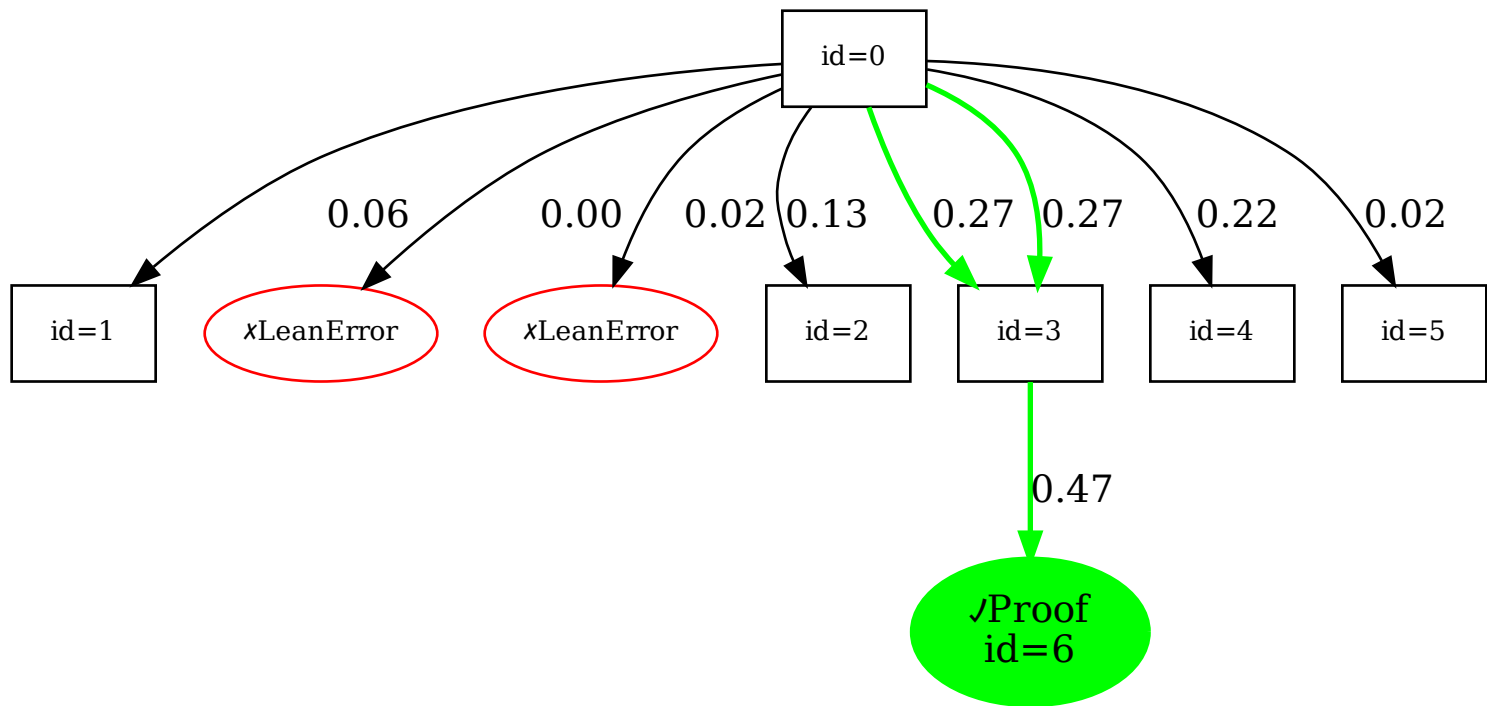 id=0
0.06
0.00
0.02
0.13
0.27
0.27
0.22
0.02
id=1
✗LeanError
✗LeanError
id=2
id=3
id=4
id=5
0.47
✓Proof
id=6